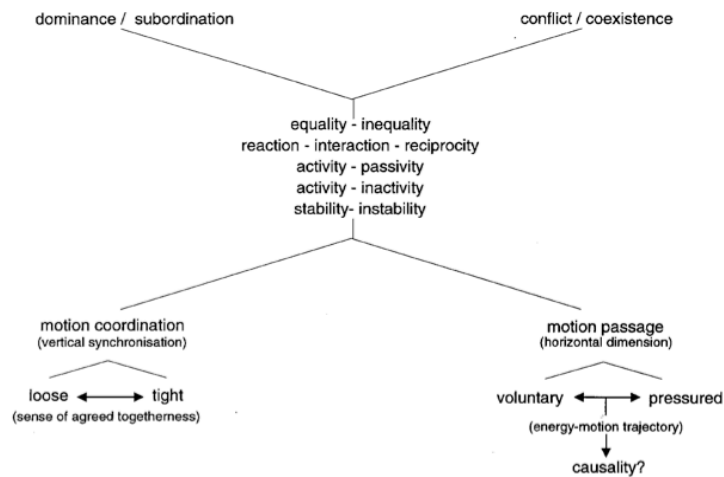 dominance / subordination
conflict / coexistence
equality - inequality
reaction - interaction - reciprocity
activity - passivity
activity - inactivity
stability- instability
motion coordination
(vertical synchronisation)
loose
tight
(sense of agreed togetherness)
motion passage
(horizontal dimension)
voluntary
pressured
(energy-motion trajectory)
causality?